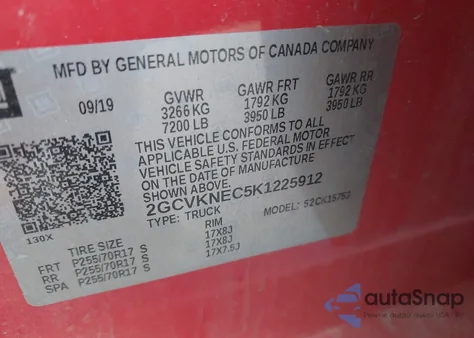 MFD BY GENERAL MOTORS OF CANADA COMPANY
09/19 GVWR GAWR FRT GAWR RR
3266 KG 1792 KG 1792 KG
7200 LB 3950 LB 3950 LB
THIS VEHICLE CONFORMS TO ALL
APPLICABLE U.S. FEDERAL MOTOR
VEHICLE SAFETY STANDARDS IN EFFECT
ON THE DATE OF MANUFACTURE
SHOWN ABOVE.
2GCVKNEC5K1225912
TYPE: TRUCK MODEL: 52CK15753
130X
TIRE SIZE RIM
FRT P255/70R17 S 17X8J
RR P255/70R17 S 17X8J
SPA P255/70R17 S 17X7.5J
autaSnap